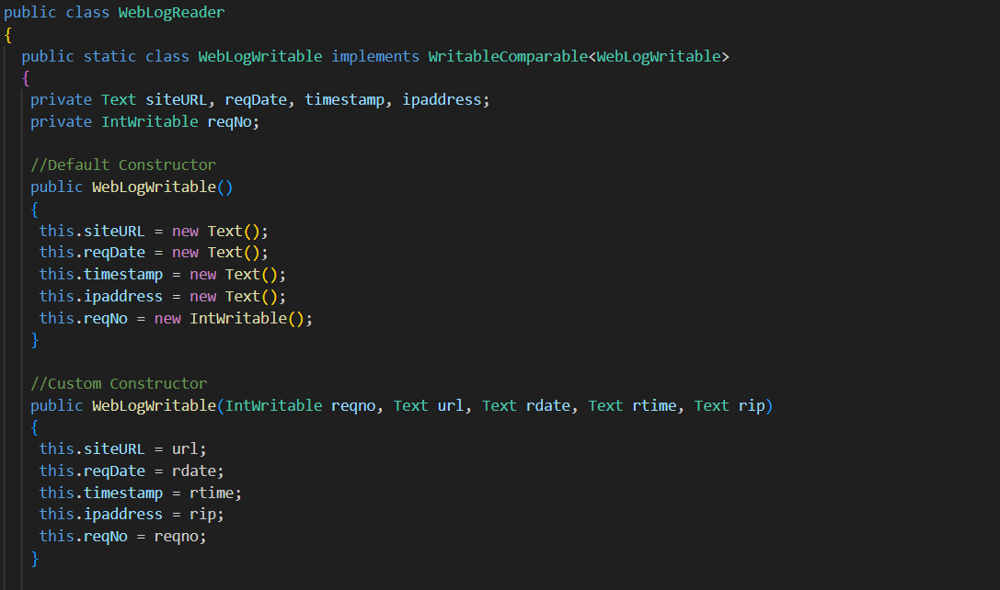 public class WebLogReader
{
public static class WebLogWritable implements WritableComparable<WebLogWritable>
{
private Text siteURL, reqDate, timestamp, ipaddress;
private IntWritable reqNo;
//Default Constructor
public WebLogWritable()
{
this.siteURL = new Text();
this.reqDate = new Text();
this.timestamp = new Text();
this.ipaddress = new Text();
this.reqNo = new IntWritable();
}
//Custom Constructor
public WebLogWritable(IntWritable reqno, Text url, Text rdate, Text rtime, Text rip)
{
this.siteURL = url;
this.reqDate = rdate;
this.timestamp = rtime;
this.ipaddress = rip;
this.reqNo = reqno;
}